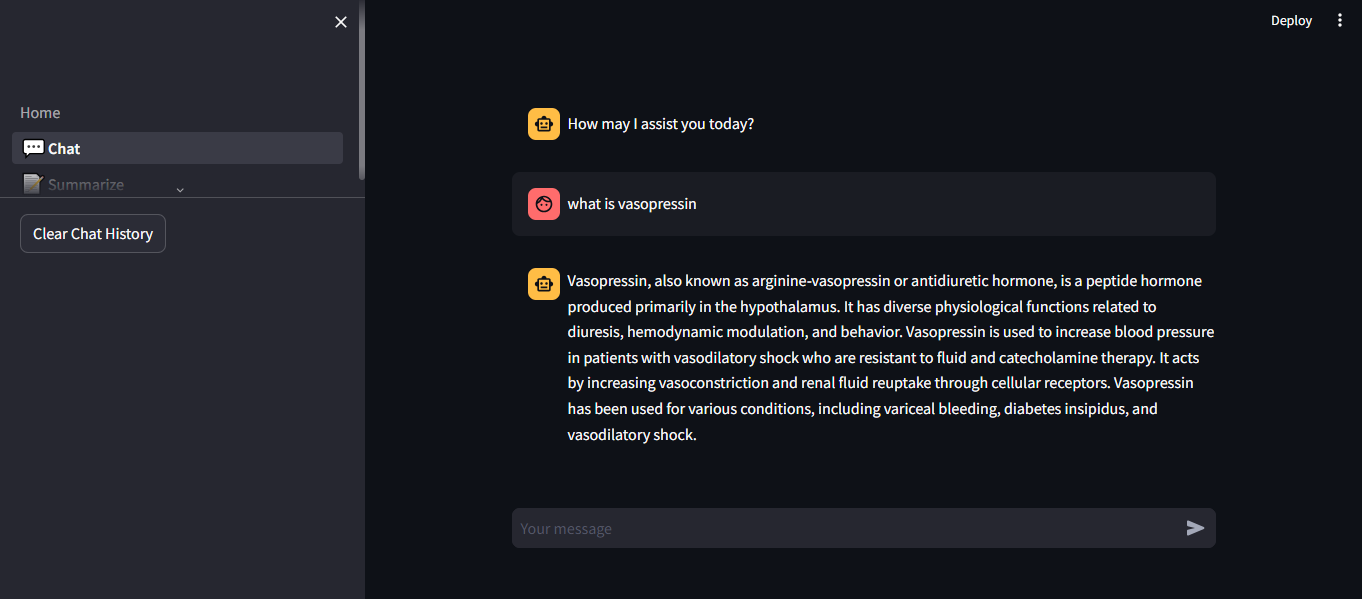 Deploy
Home
Chat
Summarize
Clear Chat History
How may I assist you today?
what is vasopressin
Vasopressin, also known as arginine-vasopressin or antidiuretic hormone, is a peptide hormone
produced primarily in the hypothalamus. It has diverse physiological functions related to
diuresis, hemodynamic modulation, and behavior. Vasopressin is used to increase blood pressure
in patients with vasodilatory shock who are resistant to fluid and catecholamine therapy. It acts
by increasing vasoconstriction and renal fluid reuptake through cellular receptors. Vasopressin
has been used for various conditions, including variceal bleeding, diabetes insipidus, and
vasodilatory shock.
Your message